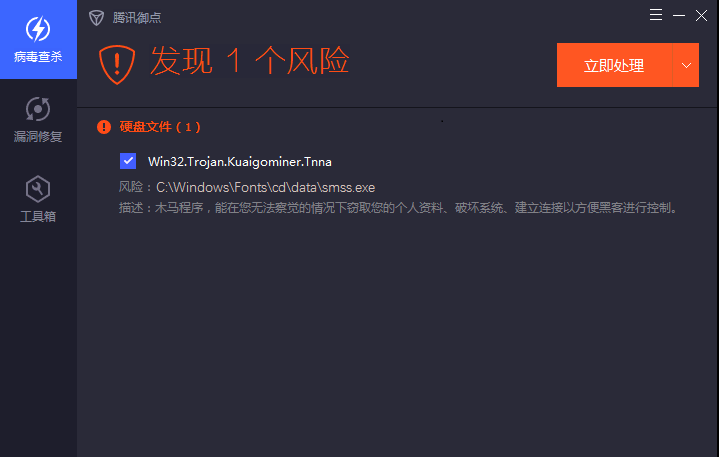 腾讯御点
病毒查杀
漏洞修复
工具箱
发现 1 个风险
立即处理
硬盘文件（1）
Win32.Trojan.Kuaigominer.Tnna
风险：C:\Windows\Fonts\cd\data\smss.exe
描述：木马程序，能在您无法察觉的情况下窃取您的个人资料、破坏系统、建立连接以方便黑客进行控制。